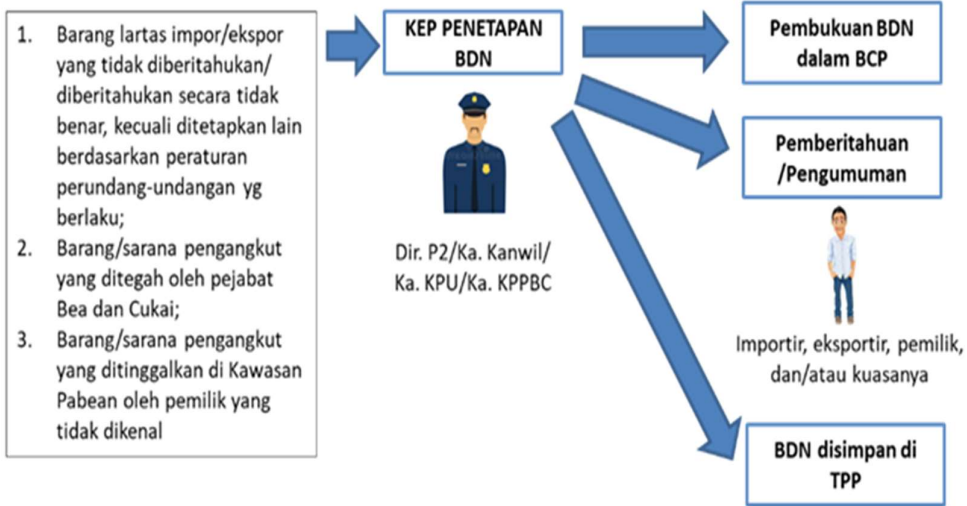 1. Barang lartas impor/ekspor
yang tidak diberitahukan/
diberitahukan secara tidak
benar, kecuali ditetapkan lain
berdasarkan peraturan
perundang-undangan yg
berlaku;
2. Barang/sarana pengangkut
yang ditegah oleh pejabat
Bea dan Cukai;
3. Barang/sarana pengangkut
yang ditinggalkan di Kawasan
Pabean oleh pemilik yang
tidak dikenal
KEP PENETAPAN
BDN
Dir. P2/Ka. Kanwil/
Ka. KPU/Ka. KPPBC
Pembukuan BDN
dalam BCP
Pemberitahuan
/Pengumuman
Importir, eksportir, pemilik,
dan/atau kuasanya
BDN disimpan di
TPP